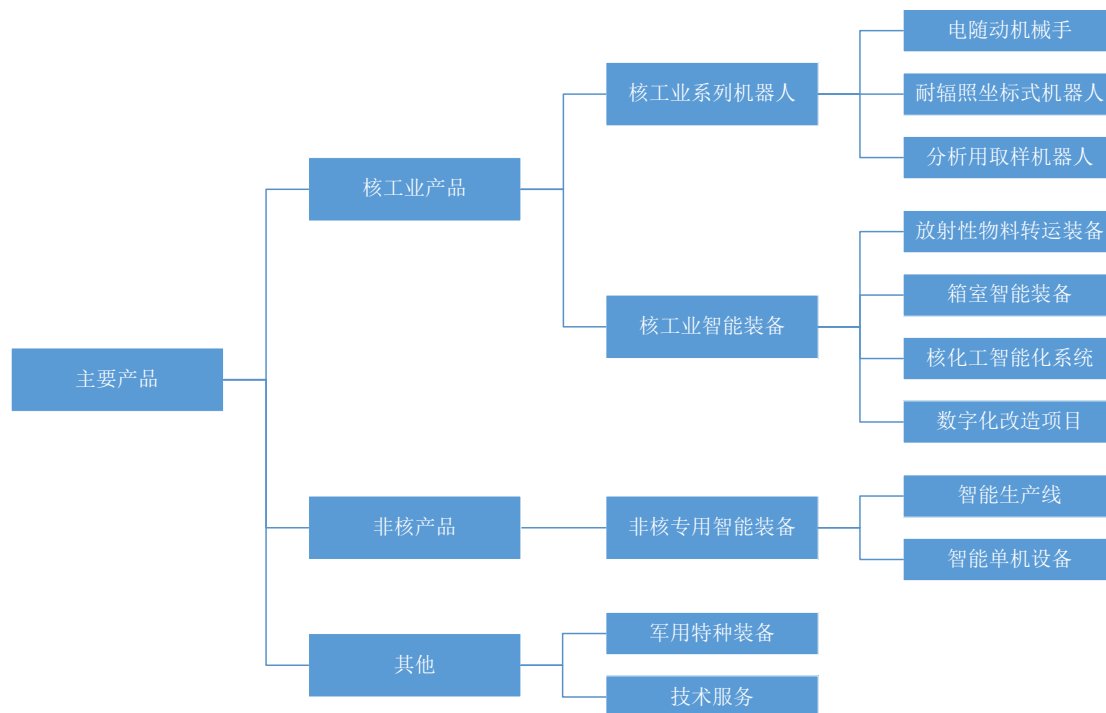 主要产品
核工业产品
核工业系列机器人
电随动机械手
耐辐照坐标式机器人
分析用取样机器人
核工业智能装备
放射性物料转运装备
箱室智能装备
核化工智能化系统
数字化改造项目
非核产品
非核专用智能装备
智能生产线
智能单机设备
其他
军用特种装备
技术服务